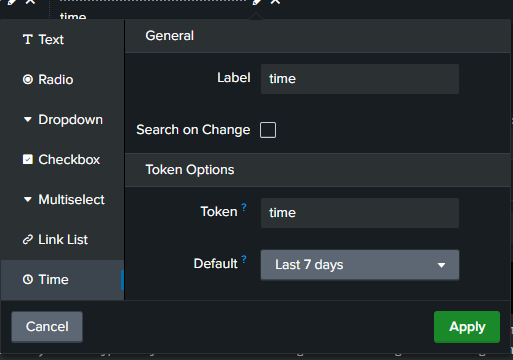 time
General
Text
Radio
Dropdown
Checkbox
Multiselect
Link List
Time
Label
time
Search on Change
Token Options
Token ?
time
Default ?
Last 7 days
Cancel
Apply